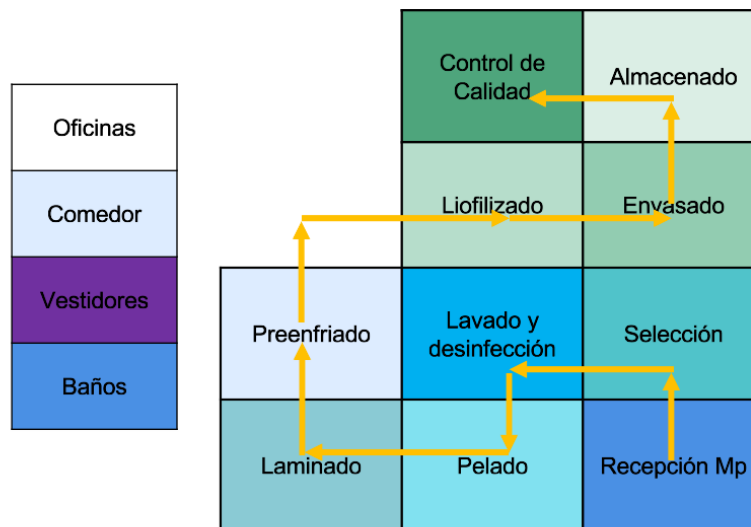 Control de
Calidad
Almacenado
Oficinas
Comedor
Vestidores
Baños
Liofilizado
Envasado
Preenfriado
Lavado y
desinfección
Selección
Laminado
Pelado
Recepción Mp